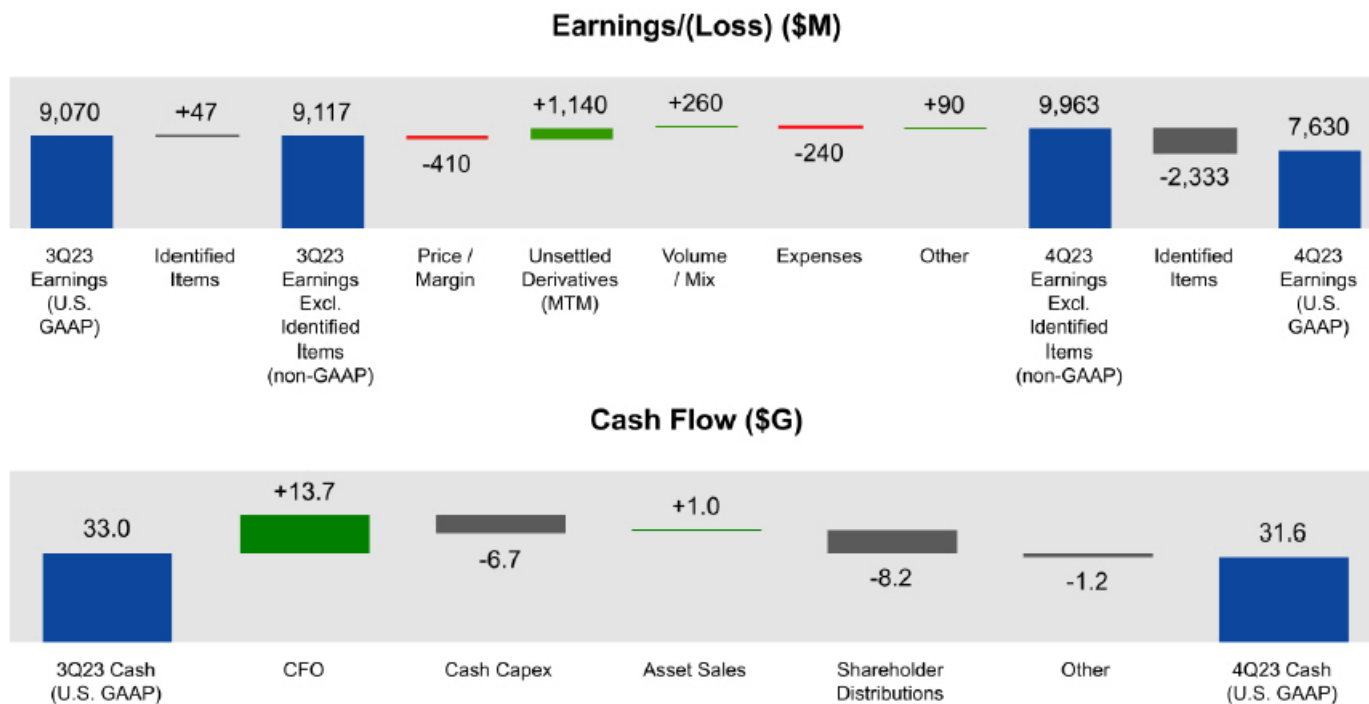 Earnings/(Loss) ($M)
9,070
+47
9,117
-410
+1,140
+260
-240
+90
9,963
-2,333
7,630
3Q23
Earnings
(U.S.
GAAP)
Identified
Items
3Q23
Earnings
Excl.
Identified
Items
(non-GAAP)
Price /
Margin
Unsettled
Derivatives
(MTM)
Volume
/ Mix
Expenses
Other
4Q23
Earnings
Excl.
Identified
Items
(non-GAAP)
Identified
Items
4Q23
Earnings
(U.S.
GAAP)
Cash Flow ($G)
33.0
+13.7
-6.7
+1.0
-8.2
-1.2
31.6
3Q23 Cash
(U.S. GAAP)
CFO
Cash Capex
Asset Sales
Shareholder
Distributions
Other
4Q23 Cash
(U.S. GAAP)